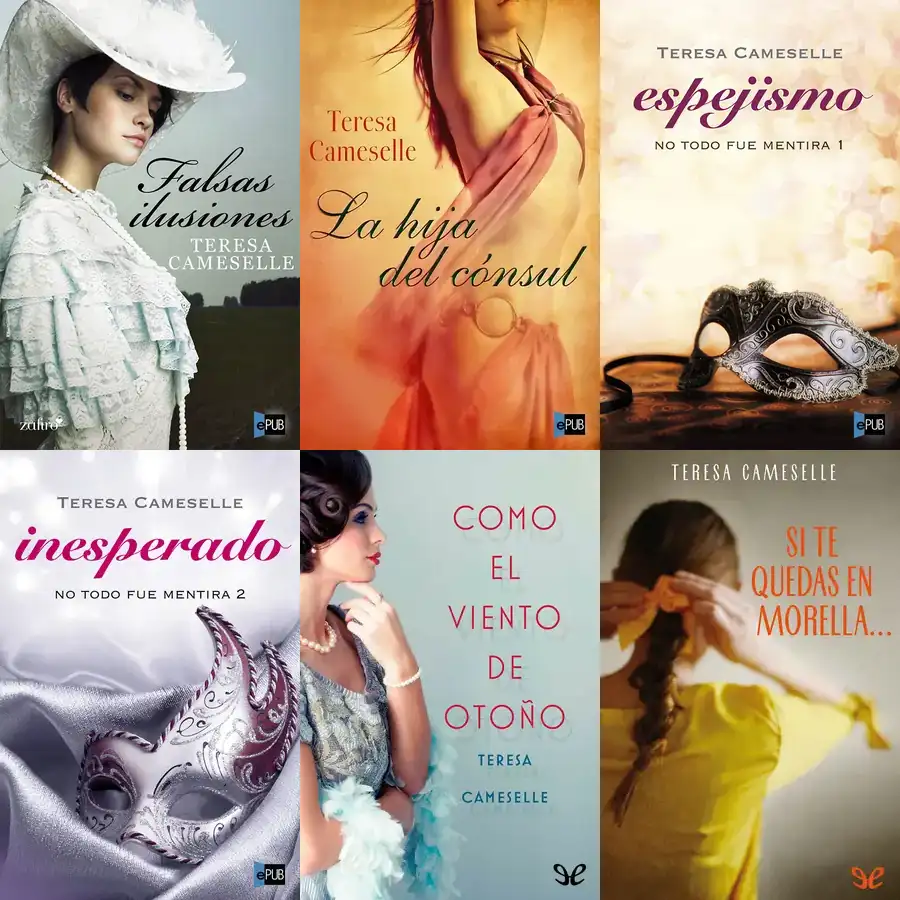 Falsas
ilusiones
TERESA
CAMESELLE
zafiro
ePUB
Teresa
Cameselle
La hija
del cónsul
ePUB
TERESA CAMESELLE
espejismo
NO TODO FUE MENTIRA 1
ePUB
TERESA CAMESELLE
inesperado
NO TODO FUE MENTIRA 2
ePUB
COMO
EL
VIENTO
DE
OTOÑO
TERESA
CAMESELLE
TERESA CAMESELLE
SI TE
QUEDAS EN
MORELLA...